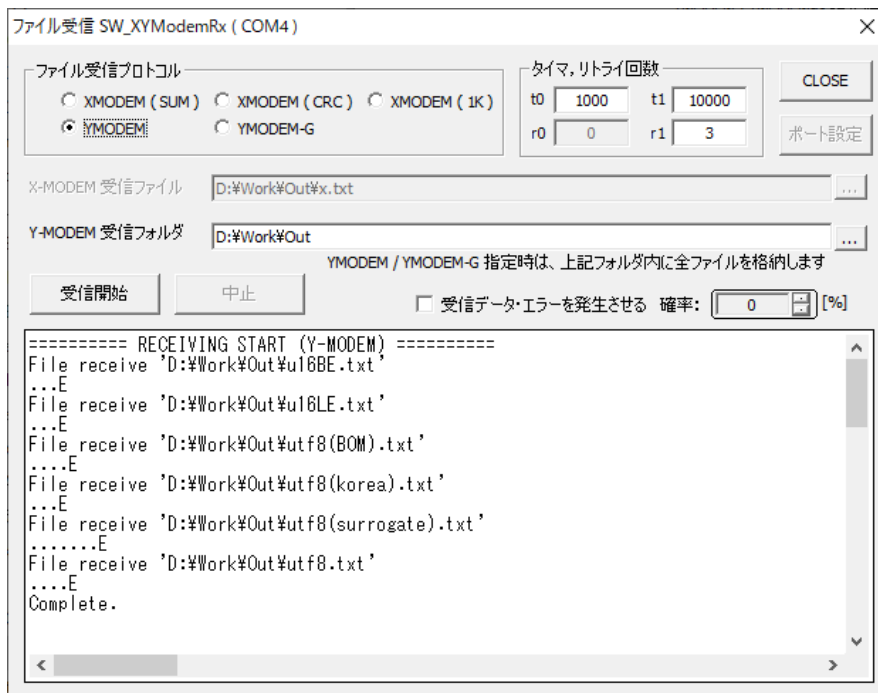 ファイル受信 SW_XYModemRx ( COM4 )
ファイル受信プロトコル
XMODEM ( SUM ) XMODEM ( CRC ) XMODEM ( 1K )
YMODEM YMODEM-G
タイマ, リトライ回数
t0 1000 t1 10000
r0 0 r1 3
CLOSE
ポート設定
X-MODEM 受信ファイル D:¥Work¥Out¥x.txt ...
Y-MODEM 受信フォルダ D:¥Work¥Out ...
YMODEM / YMODEM-G 指定時は、上記フォルダ内に全ファイルを格納します
受信開始 中止 受信データ・エラーを発生させる 確率: 0 [%]
========== RECEIVING START (Y-MODEM) ==========
File receive 'D:¥Work¥Out¥u16BE.txt'
...E
File receive 'D:¥Work¥Out¥u16LE.txt'
...E
File receive 'D:¥Work¥Out¥utf8(BOM).txt'
....E
File receive 'D:¥Work¥Out¥utf8(korea).txt'
...E
File receive 'D:¥Work¥Out¥utf8(surrogate).txt'
.......E
File receive 'D:¥Work¥Out¥utf8.txt'
....E
Complete.